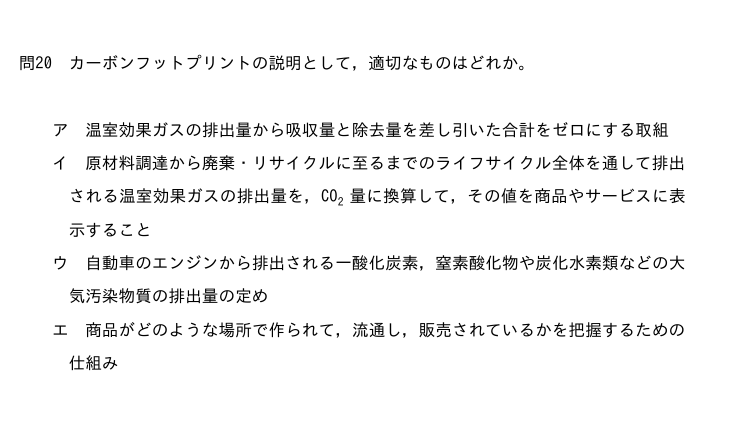 問20　カーボンフットプリントの説明として，適切なものはどれか。
ア　温室効果ガスの排出量から吸収量と除去量を差し引いた合計をゼロにする取組
イ　原材料調達から廃棄・リサイクルに至るまでのライフサイクル全体を通して排出
される温室効果ガスの排出量を，CO₂ 量に換算して，その値を商品やサービスに表
示すること
ウ　自動車のエンジンから排出される一酸化炭素，窒素酸化物や炭化水素類などの大
気汚染物質の排出量の定め
エ　商品がどのような場所で作られて，流通し，販売されているかを把握するための
仕組み